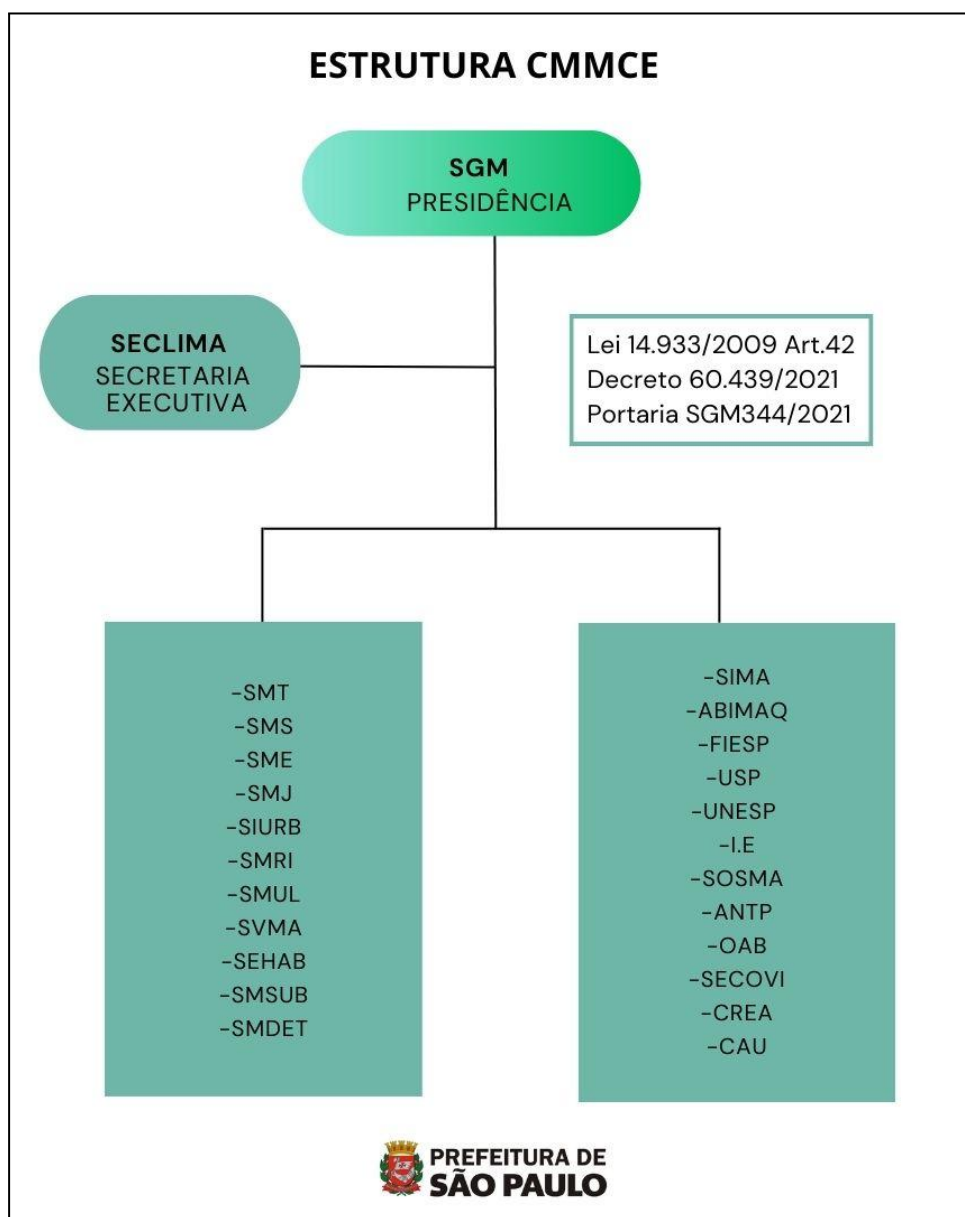 ESTRUTURA CMMCE
SGM
PRESIDÊNCIA
SECLIMA
SECRETARIA
EXECUTIVA
Lei 14.933/2009 Art.42
Decreto 60.439/2021
Portaria SGM344/2021
-SMT
-SMS
-SME
-SMJ
-SIURB
-SMRI
-SMUL
-SVMA
-SEHAB
-SMSUB
-SMDET
-SIMA
-ABIMAQ
-FIESP
-USP
-UNESP
-I.E
-SOSMA
-ANTP
-OAB
-SECOVI
-CREA
-CAU
PREFEITURA DE
SÃO PAULO